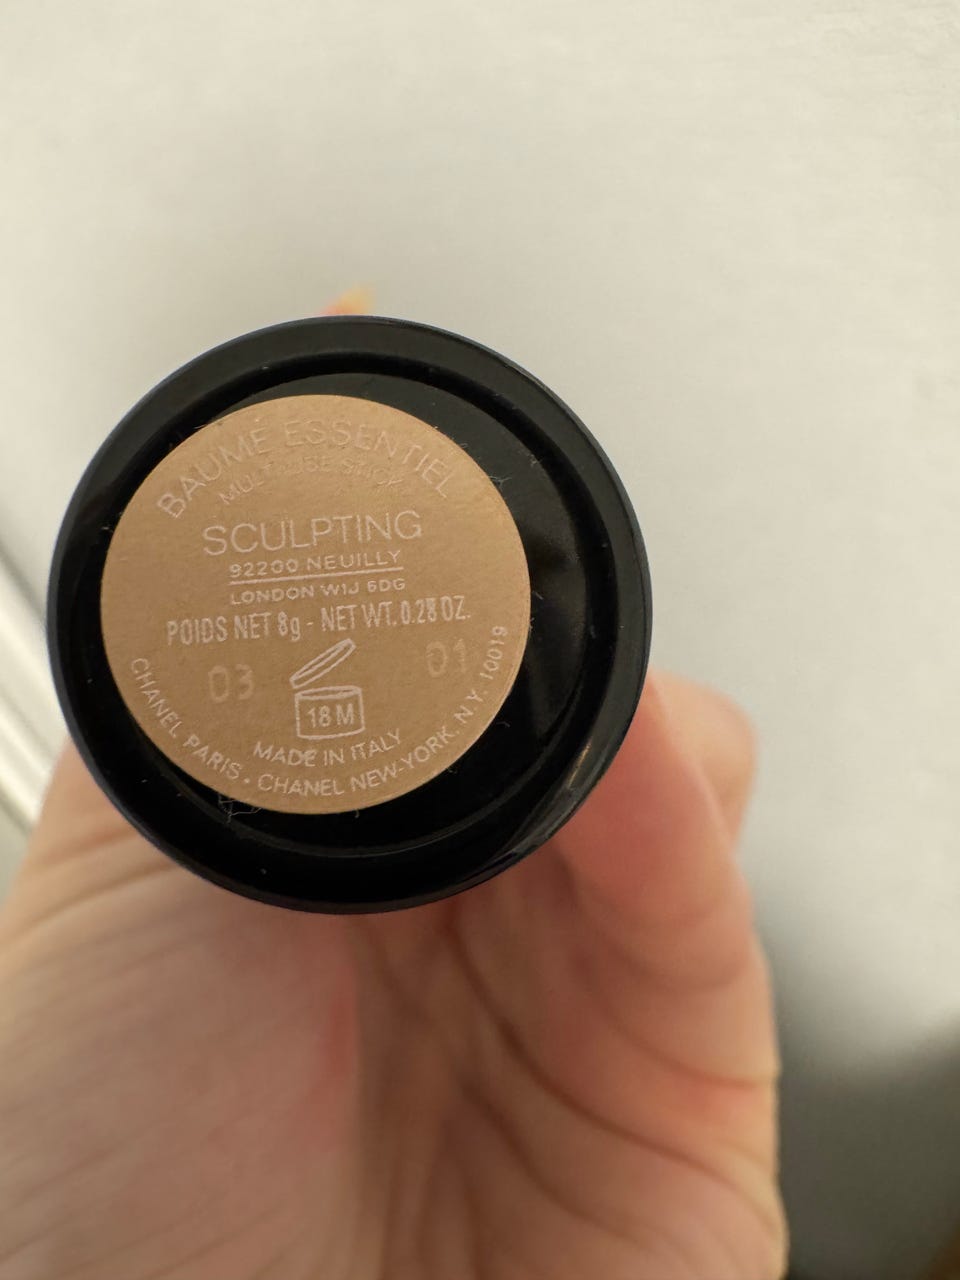 BAUME ESSENTIEL
MULTI-USE STICK
SCULPTING
92200 NEUILLY
LONDON W1J 6DG
POIDS NET 8g - NET WT. 0.28 OZ.
03 01
18 M
MADE IN ITALY
CHANEL PARIS • CHANEL NEW-YORK, N.Y. 10019